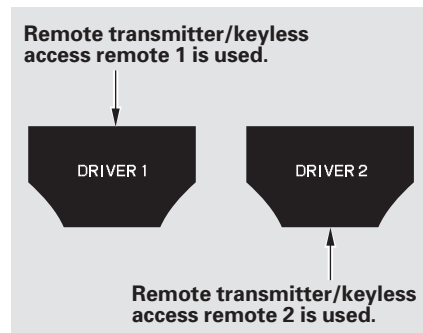 Remote transmitter/keyless
access remote 1 is used.
DRIVER 1
DRIVER 2
Remote transmitter/keyless
access remote 2 is used.